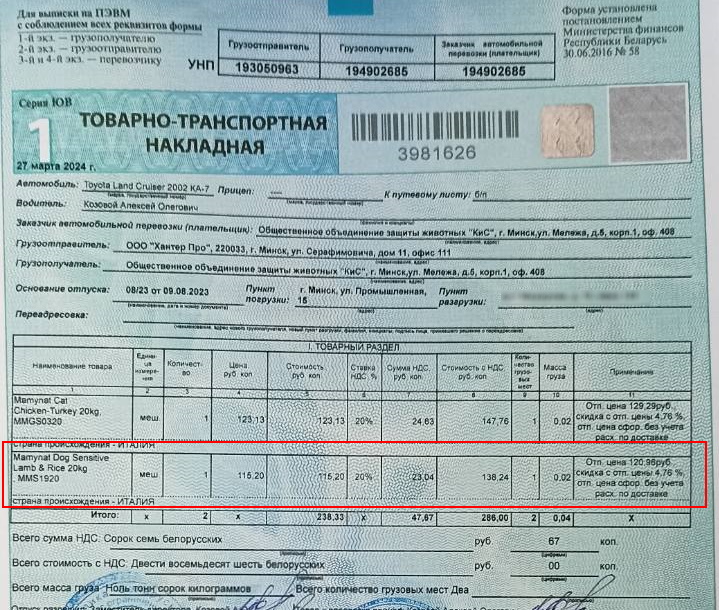 Для выписки на ПЭВМ
с соблюдением всех реквизитов формы
1-й экз. — грузополучателю
2-й экз. — грузоотправителю
3-й и 4-й экз. — перевозчику
УНП
Грузоотправитель Грузополучатель Заказчик автомобильной перевозки (плательщик)
193050963 194902685 194902685
Форма установлена
постановлением
Министерства финансов
Республики Беларусь
30.06.2016 № 58
Серия ЮВ
1
ТОВАРНО-ТРАНСПОРТНАЯ
НАКЛАДНАЯ
3981626
27 марта 2024 г.
Автомобиль: Toyota Land Cruiser 2002 КА-7 Прицеп: К путевому листу: б/п
Водитель: Козовой Алексей Олегович
Заказчик автомобильной перевозки (плательщик): Общественное объединение защиты животных "КиС", г. Минск,ул. Мележа, д.5, корп.1, оф. 408
Грузоотправитель: ООО "Хантер Про", 220033, г. Минск, ул. Серафимовича, дом 11, офис 111
Грузополучатель: Общественное объединение защиты животных "КиС", г. Минск,ул. Мележа, д.5, корп.1, оф. 408
Основание отпуска: 08/23 от 09.08.2023 Пункт погрузки: г. Минск, ул. Промышленная, 15 Пункт разгрузки:
Переадресовка:
I. ТОВАРНЫЙ РАЗДЕЛ
Наименование товара Единица измерения Количество Цена руб. коп. Стоимость руб. коп. Ставка НДС, % Сумма НДС, руб. коп. Стоимость с НДС, руб. коп. Количество грузовых мест Масса груза Примечание
1 2 3 4 5 6 7 8 9 10 11
Mamynat Cat Chicken-Turkey 20kg, MMGS0320 меш 1 123,13 123,13 20% 24,63 147,76 1 0,02 Отп. цена 129,29руб., скидка с отп. цены 4,76 %, отп. цена сфор. без учета расх. по доставке
страна происхождения - ИТАЛИЯ
Mamynat Dog Sensitive Lamb & Rice 20kg, MMS1920 меш 1 115,20 115,20 20% 23,04 138,24 1 0,02 Отп. цена 120,96руб., скидка с отп. цены 4,76 %, отп. цена сфор. без учета расх. по доставке
страна происхождения - ИТАЛИЯ
Итого: х 2 х 238,33 х 47,67 286,00 2 0,04 Х
Всего сумма НДС: Сорок семь белорусских руб. 67 коп.
Всего стоимость с НДС: Двести восемьдесят шесть белорусских руб. 00 коп.
Всего масса груза: Ноль тонн сорок килограммов Всего количество грузовых мест Два